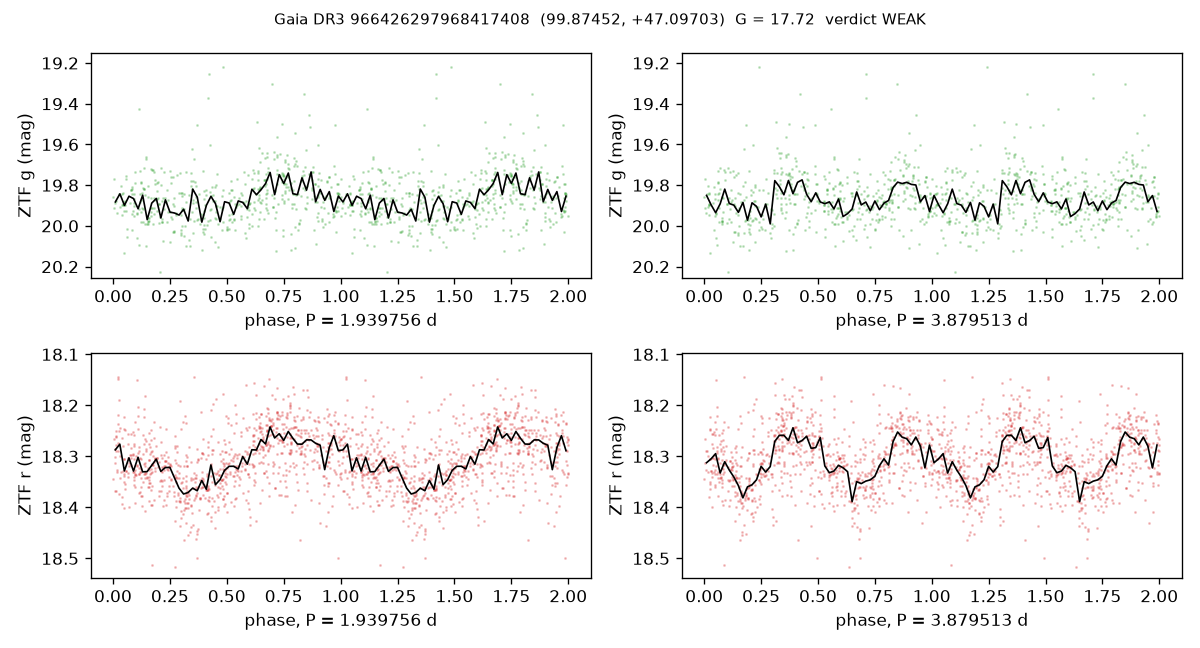 Gaia DR3 966426297968417408  (99.87452, +47.09703)  G = 17.72  verdict WEAK
19.2
19.4
19.6
19.8
20.0
20.2
ZTF g (mag)
0.00 0.25 0.50 0.75 1.00 1.25 1.50 1.75 2.00
phase, P = 1.939756 d
19.2
19.4
19.6
19.8
20.0
20.2
ZTF g (mag)
0.00 0.25 0.50 0.75 1.00 1.25 1.50 1.75 2.00
phase, P = 3.879513 d
18.1
18.2
18.3
18.4
18.5
ZTF r (mag)
0.00 0.25 0.50 0.75 1.00 1.25 1.50 1.75 2.00
phase, P = 1.939756 d
18.1
18.2
18.3
18.4
18.5
ZTF r (mag)
0.00 0.25 0.50 0.75 1.00 1.25 1.50 1.75 2.00
phase, P = 3.879513 d